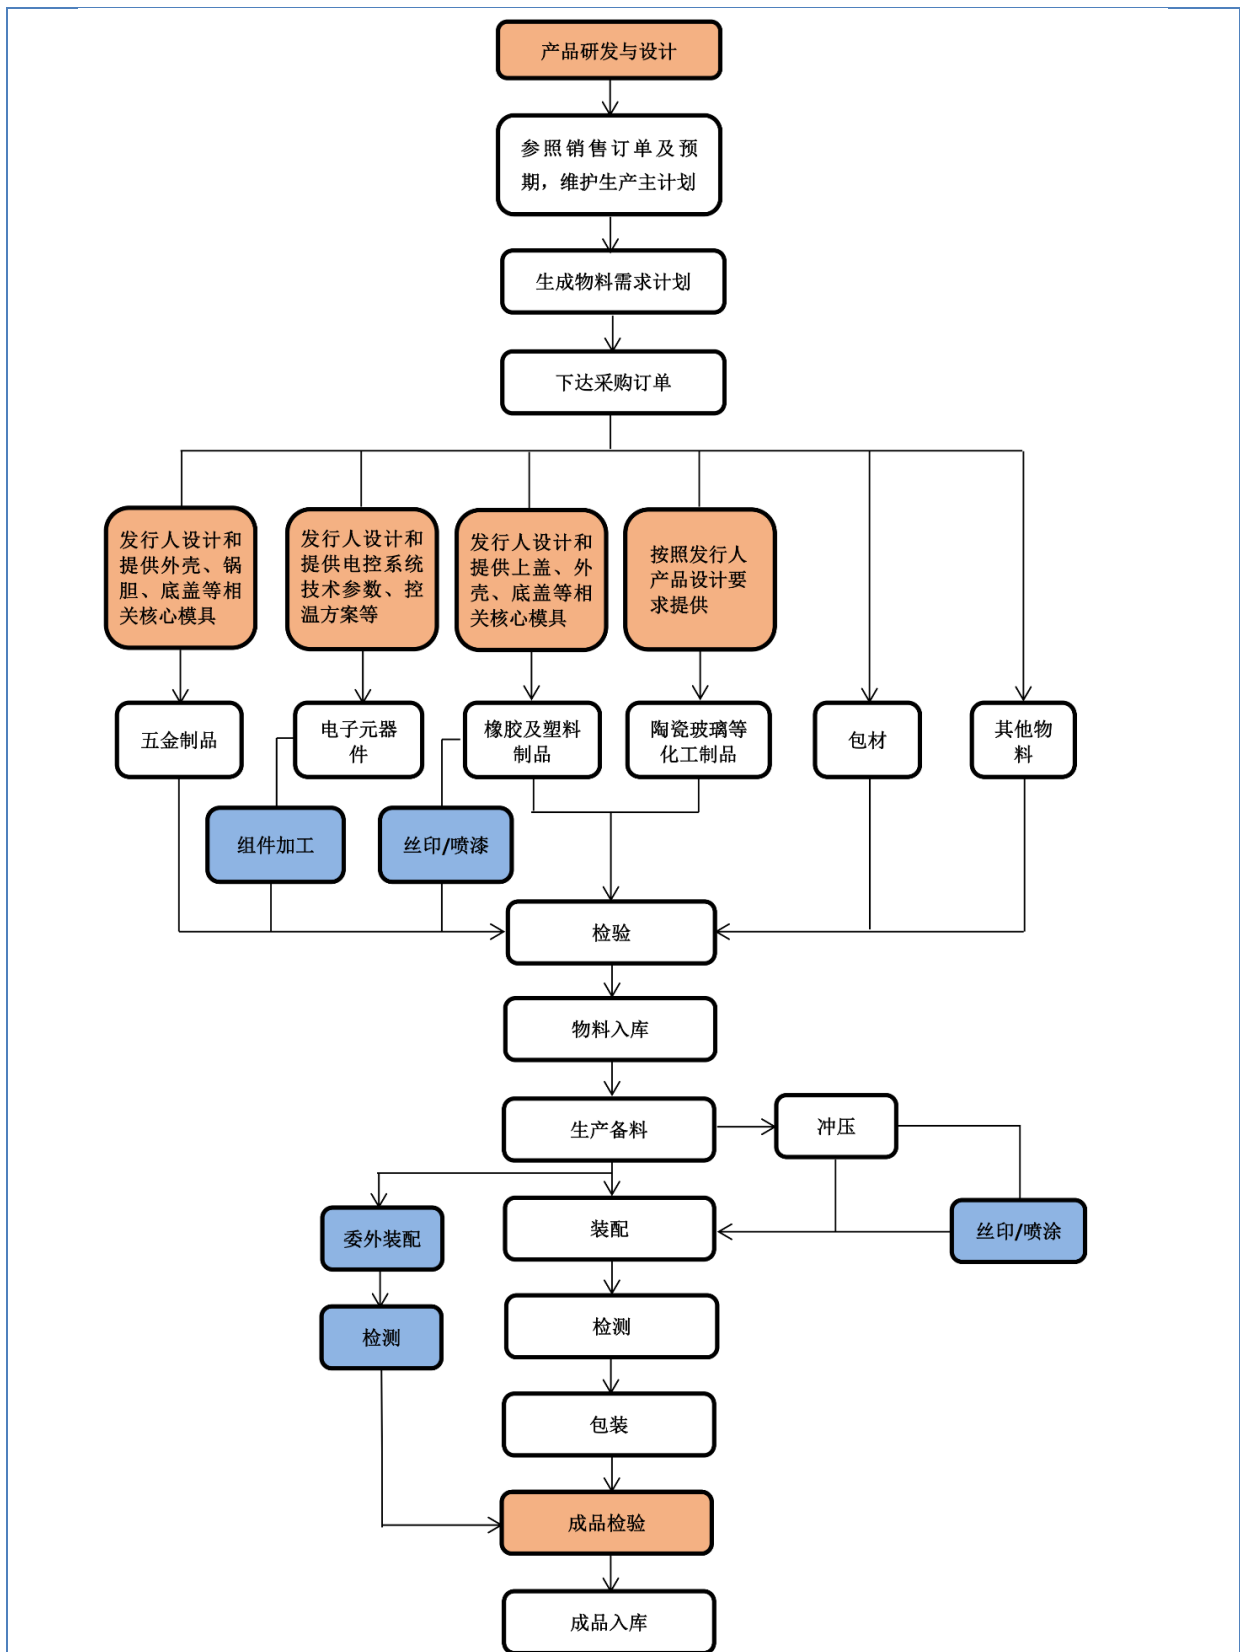 产品研发与设计
参照销售订单及预
期，维护生产主计划
生成物料需求计划
下达采购订单
发行人设计和
提供外壳、锅
胆、底盖等相
关核心模具
发行人设计和
提供电控系统
技术参数、控
温方案等
发行人设计和
提供上盖、外
壳、底盖等相
关核心模具
按照发行人
产品设计要
求提供
五金制品
电子元器
件
橡胶及塑料
制品
陶瓷玻璃等
化工制品
包材
其他物
料
组件加工
丝印/喷漆
检验
物料入库
生产备料
冲压
委外装配
装配
丝印/喷涂
检测
检测
包装
成品检验
成品入库